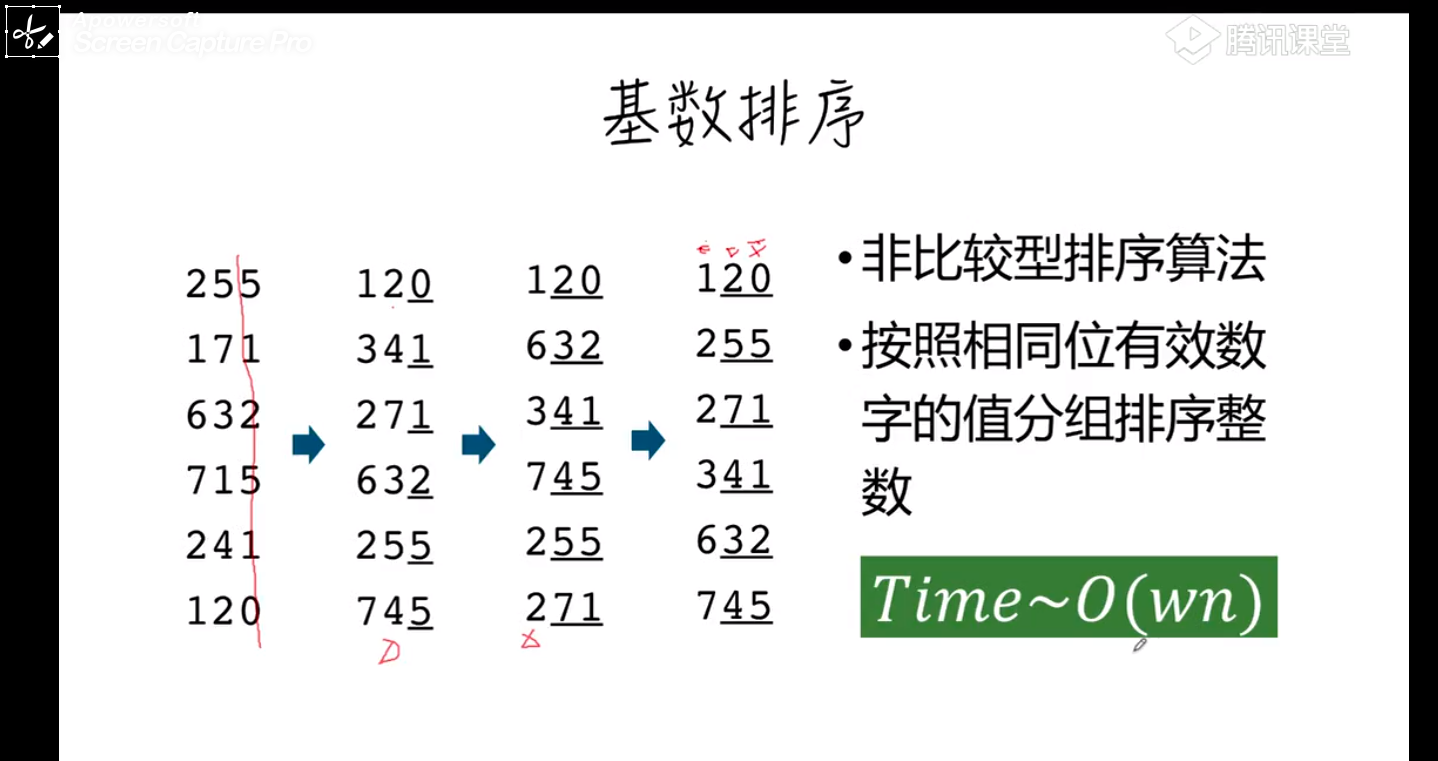 Apowersoft
Screen Capture Pro
腾讯课堂
基数排序
255 120 120 120
171 341 632 255
632 271 341 271
715 632 745 341
241 255 255 632
120 745 271 745
•非比较型排序算法
•按照相同位有效数
字的值分组排序整
数
Time~O(wn)